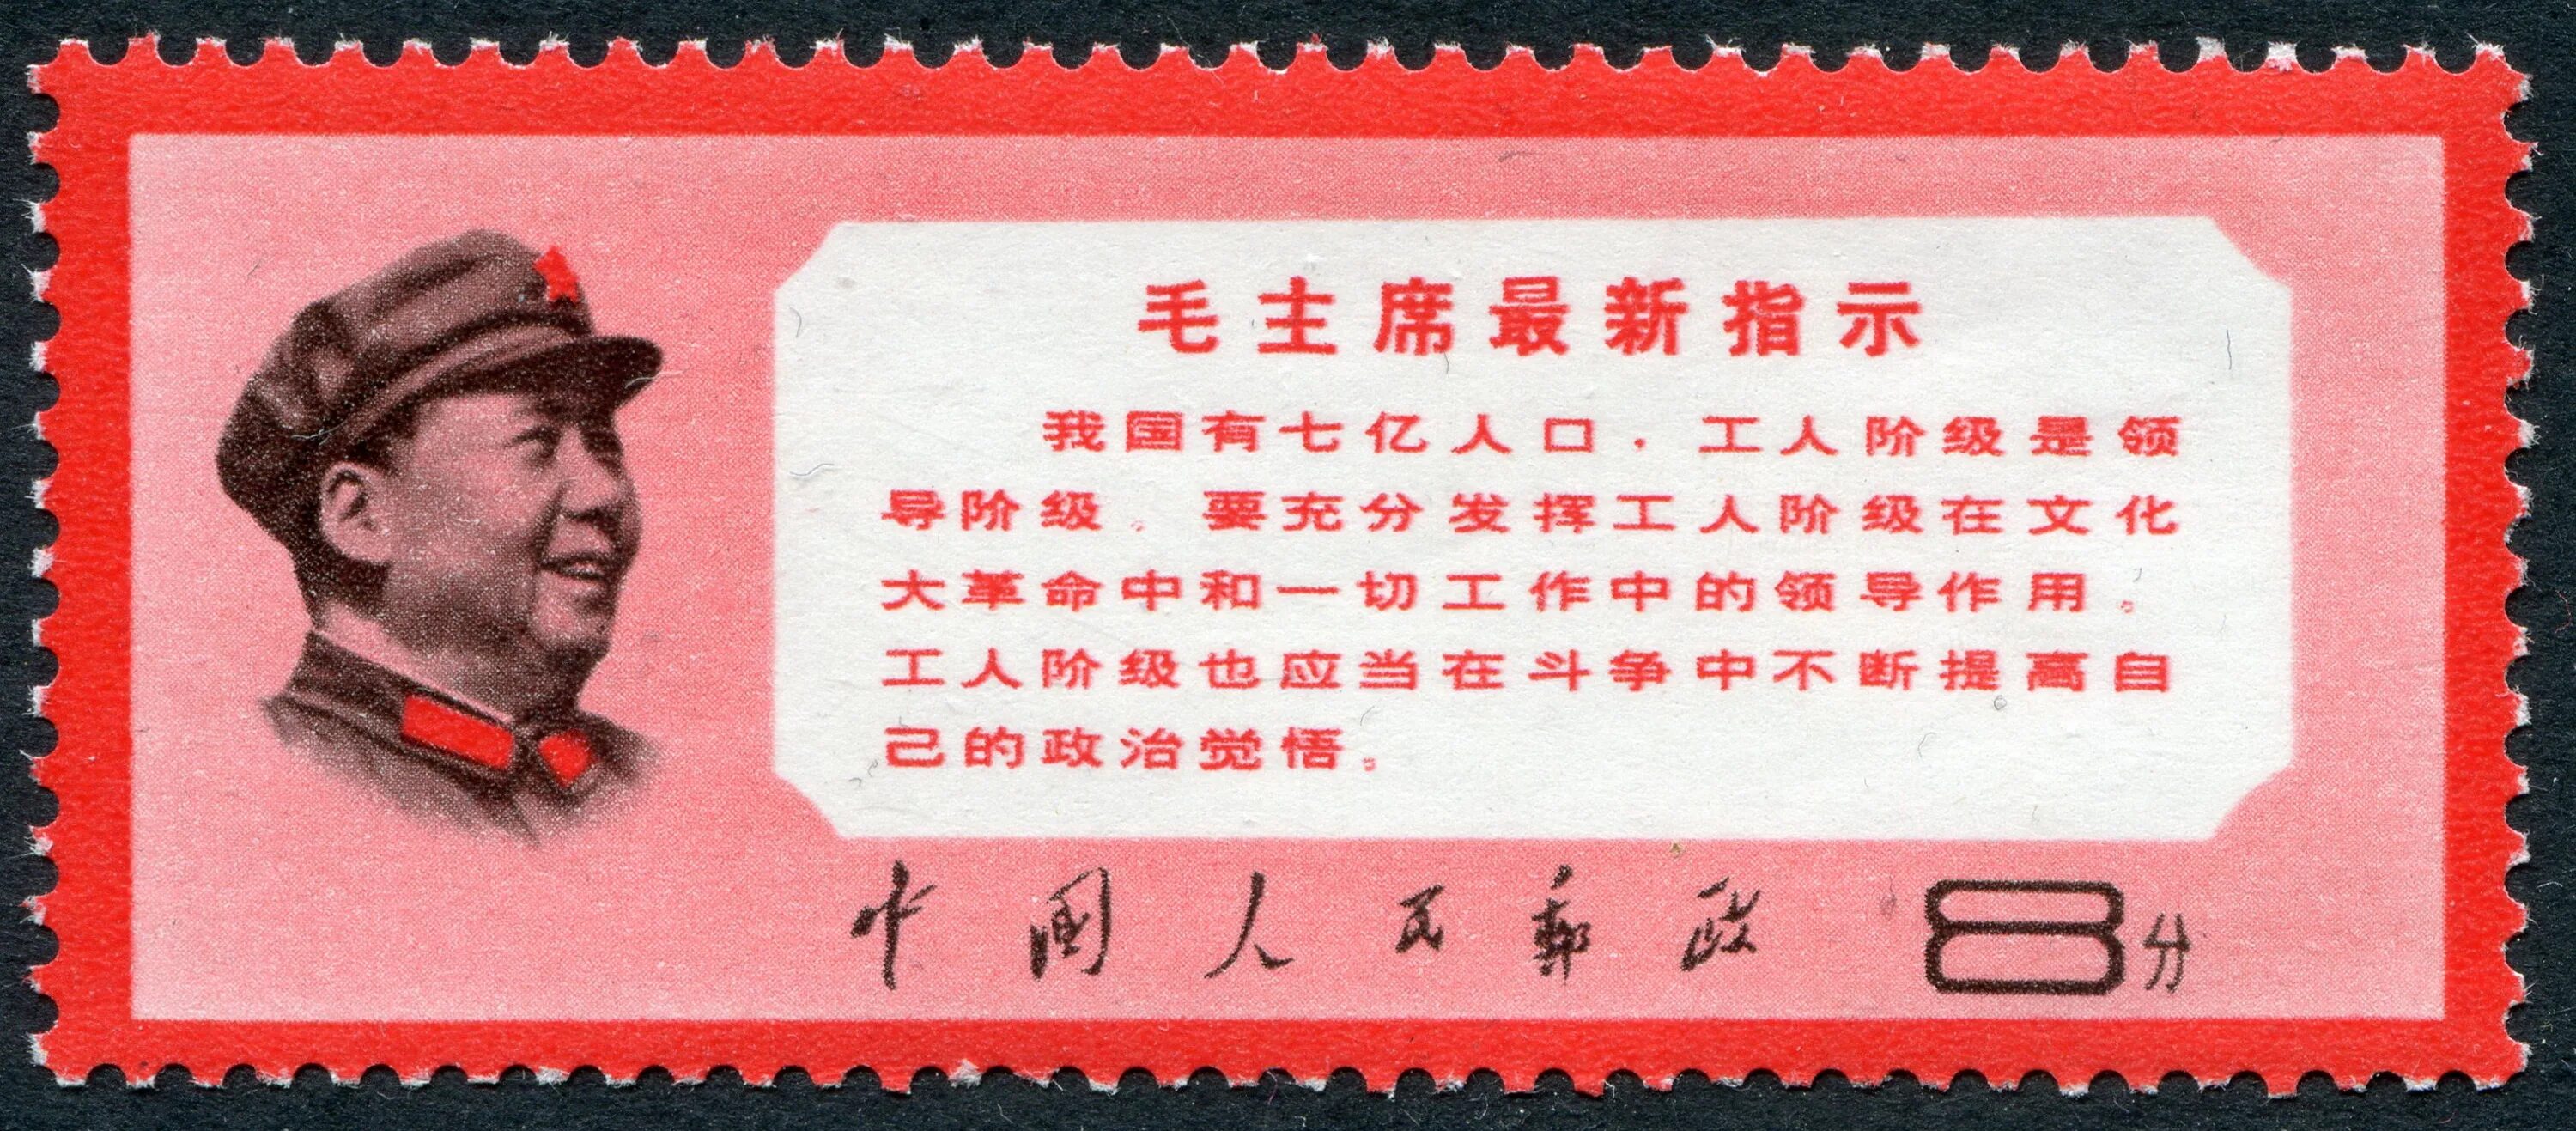 毛主席最新指示
我国有七亿人口，工人阶级是领
导阶级。要充分发挥工人阶级在文化
大革命中和一切工作中的领导作用。
工人阶级也应当在斗争中不断提高自
己的政治觉悟。
中国人民邮政 8分